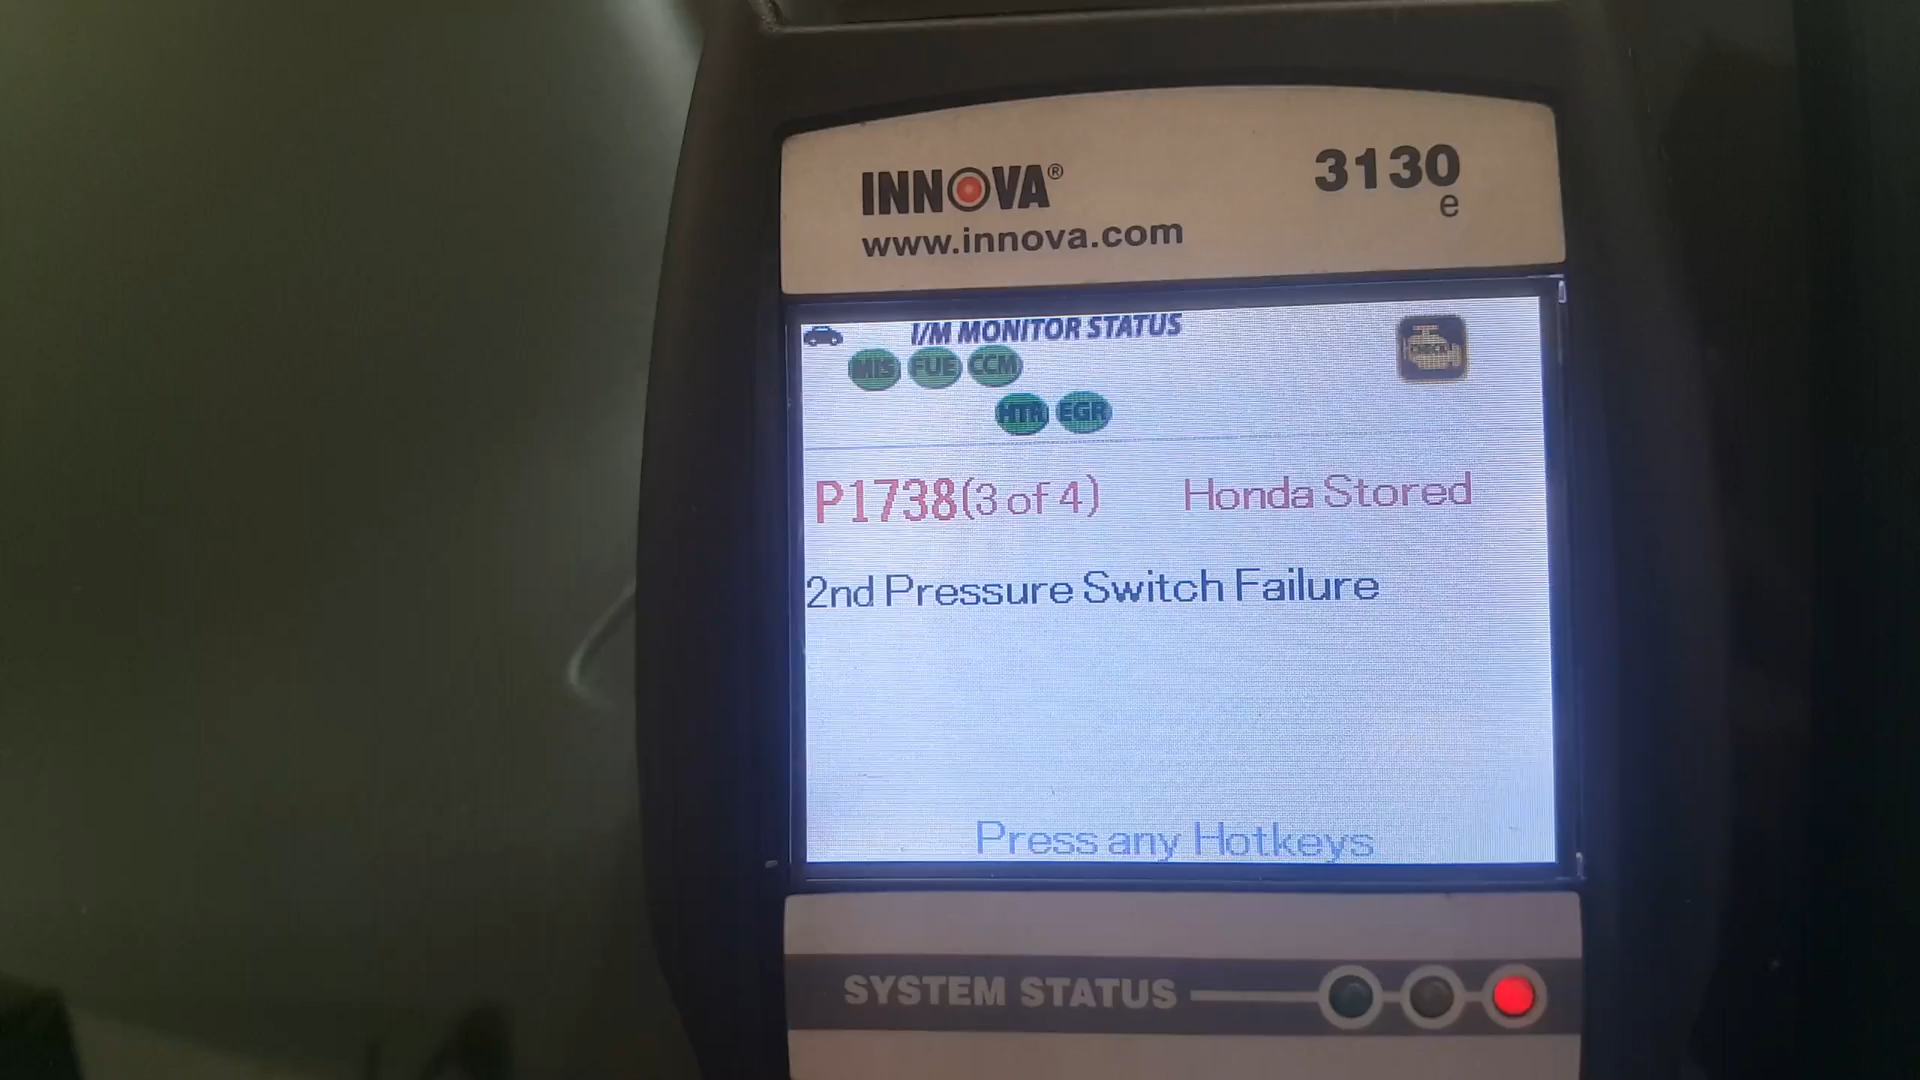 INNOVA®
3130
e
www.innova.com
I/M MONITOR STATUS
MIS FUE CCM
CHECK
HTR EGR
P1738(3 of 4) Honda Stored
2nd Pressure Switch Failure
Press any Hotkeys
SYSTEM STATUS